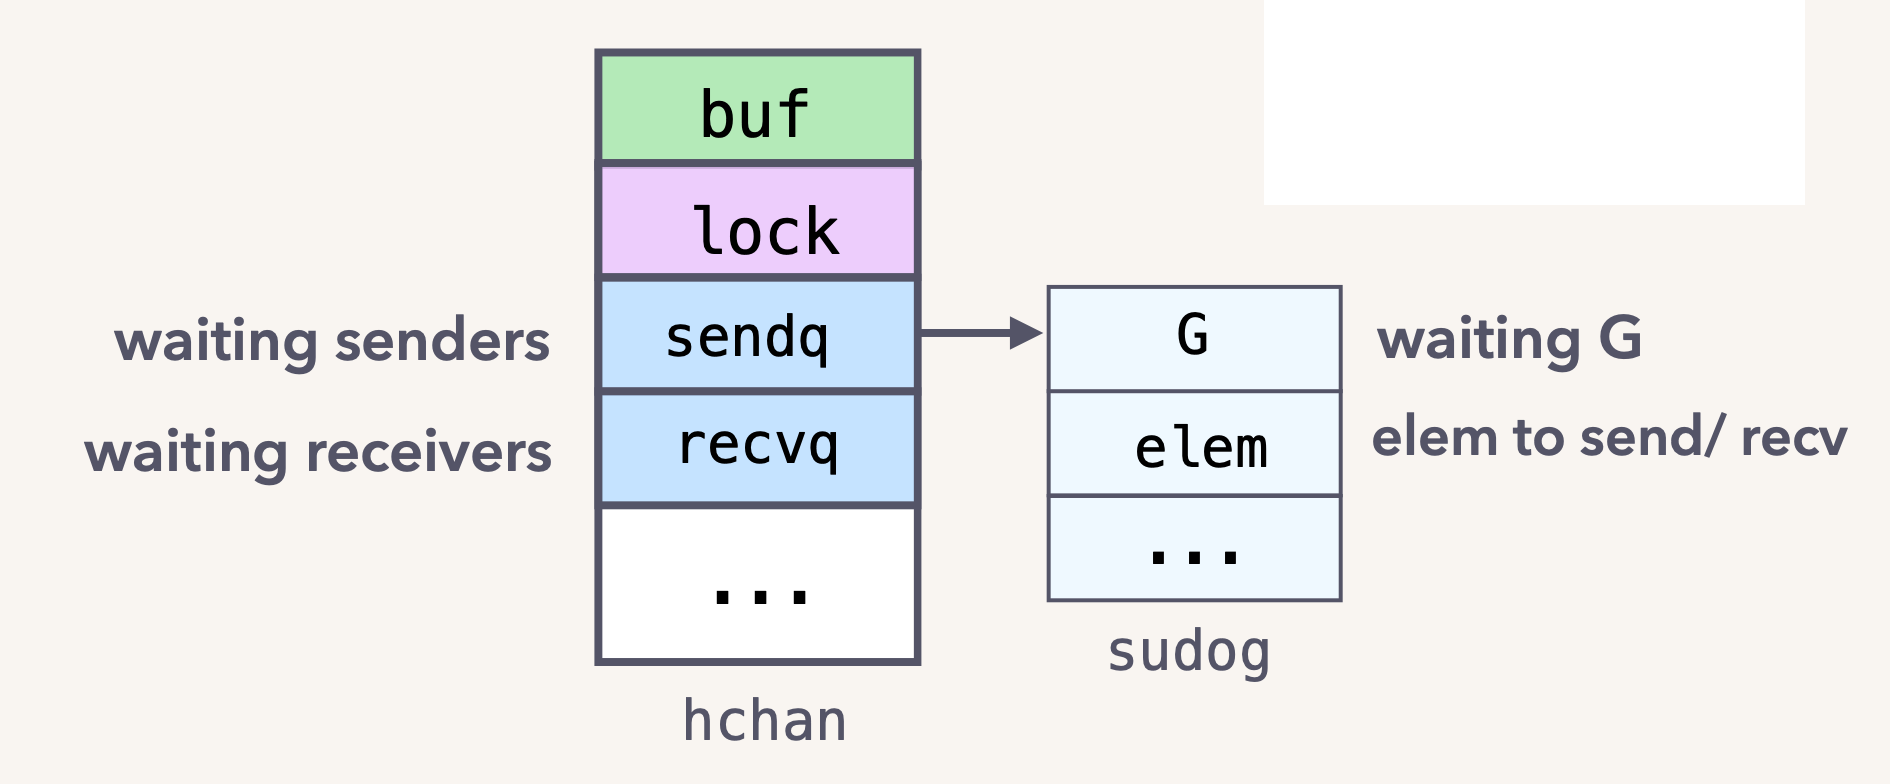 buf
lock
waiting senders
sendq
G
waiting G
waiting receivers
recvq
elem
elem to send/ recv
...
...
sudog
hchan